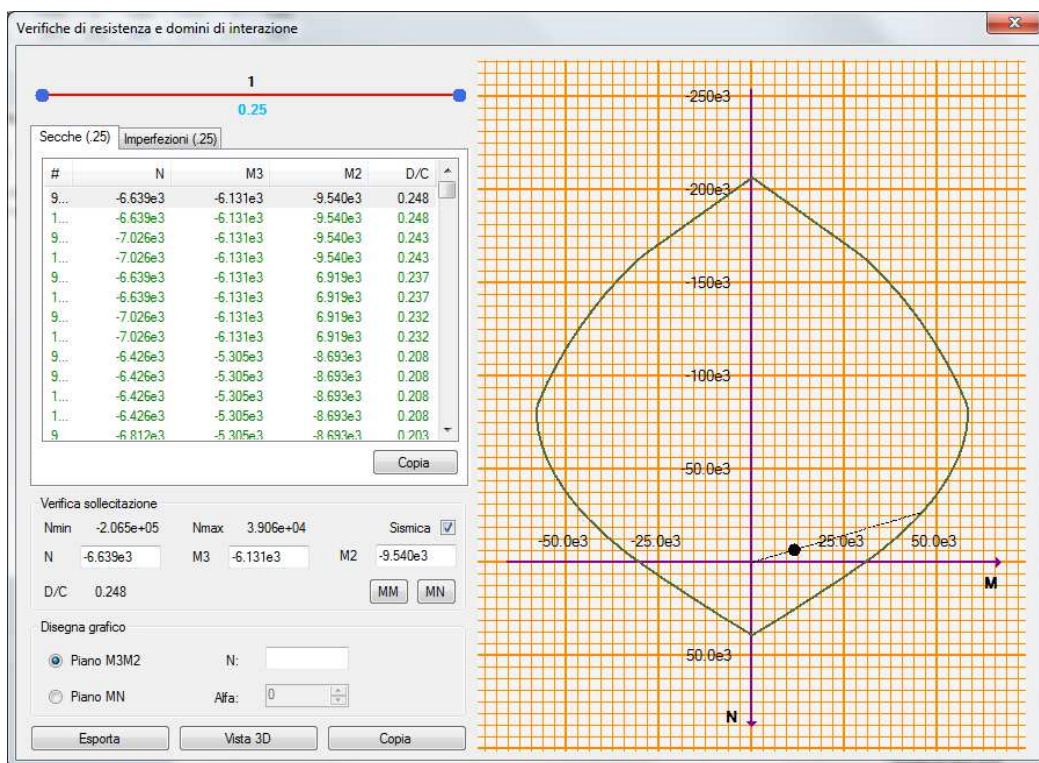 Verifiche di resistenza e domini di interazione
1
0.25
Secche (.25) Imperfezioni (.25)
# N M3 M2 D/C
9... -6.639e3 -6.131e3 -9.540e3 0.248
1... -6.639e3 -6.131e3 -9.540e3 0.248
9... -7.026e3 -6.131e3 -9.540e3 0.243
1... -7.026e3 -6.131e3 -9.540e3 0.243
9... -6.639e3 -6.131e3 6.919e3 0.237
1... -6.639e3 -6.131e3 6.919e3 0.237
9... -7.026e3 -6.131e3 6.919e3 0.232
1... -7.026e3 -6.131e3 6.919e3 0.232
9... -6.426e3 -5.305e3 -8.693e3 0.208
9... -6.426e3 -5.305e3 -8.693e3 0.208
1... -6.426e3 -5.305e3 -8.693e3 0.208
1... -6.426e3 -5.305e3 -8.693e3 0.208
9 -6.812e3 -5.305e3 -8.693e3 0.203
Copia
Verifica sollecitazione
Nmin -2.065e+05 Nmax 3.906e+04 Sismica
N -6.639e3 M3 -6.131e3 M2 -9.540e3
D/C 0.248 MM MN
Disegna grafico
Piano M3M2 N:
Piano MN Alfa: 0
Esporta Vista 3D Copia
-250e3
-200e3
-150e3
-100e3
-50.0e3
-50.0e3 -25.0e3 25.0e3 50.0e3
M
50.0e3
N